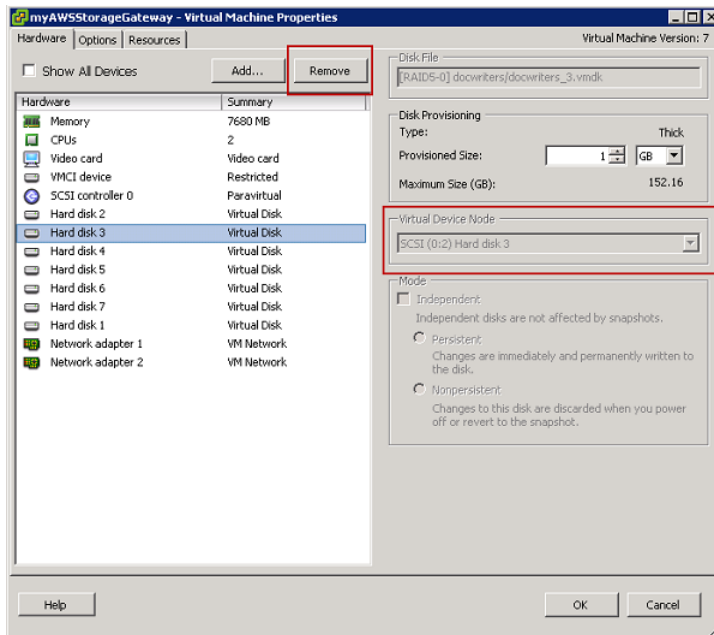 myAWSStorageGateway - Virtual Machine Properties
Hardware Options Resources
Virtual Machine Version: 7
Show All Devices
Add...
Remove
Hardware Summary
Memory 7680 MB
CPUs 2
Video card Video card
VMCI device Restricted
SCSI controller 0 Paravirtual
Hard disk 2 Virtual Disk
Hard disk 3 Virtual Disk
Hard disk 4 Virtual Disk
Hard disk 5 Virtual Disk
Hard disk 6 Virtual Disk
Hard disk 7 Virtual Disk
Hard disk 1 Virtual Disk
Network adapter 1 VM Network
Network adapter 2 VM Network
Disk File
[RAID5-0] docwriters/docwriters_3.vmdk
Disk Provisioning
Type: Thick
Provisioned Size: 1 GB
Maximum Size (GB): 152.16
Virtual Device Node
SCSI (0:2) Hard disk 3
Mode
Independent
Independent disks are not affected by snapshots.
Persistent
Changes are immediately and permanently written to
the disk.
Nonpersistent
Changes to this disk are discarded when you power
off or revert to the snapshot.
Help
OK
Cancel